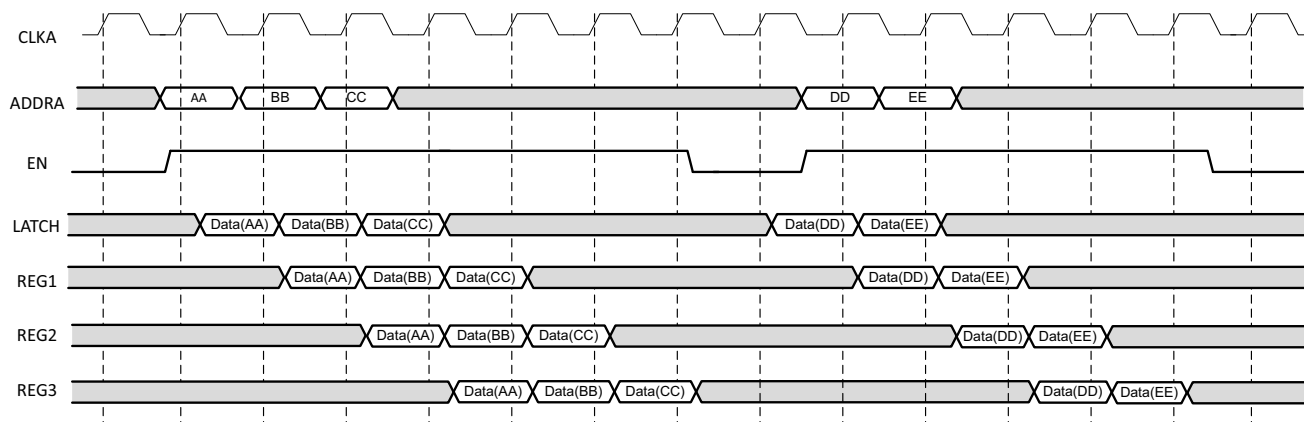 CLKA
ADDRA AA BB CC DD EE
EN
LATCH Data(AA) Data(BB) Data(CC) Data(DD) Data(EE)
REG1 Data(AA) Data(BB) Data(CC) Data(DD) Data(EE)
REG2 Data(AA) Data(BB) Data(CC) Data(DD) Data(EE)
REG3 Data(AA) Data(BB) Data(CC) Data(DD) Data(EE)